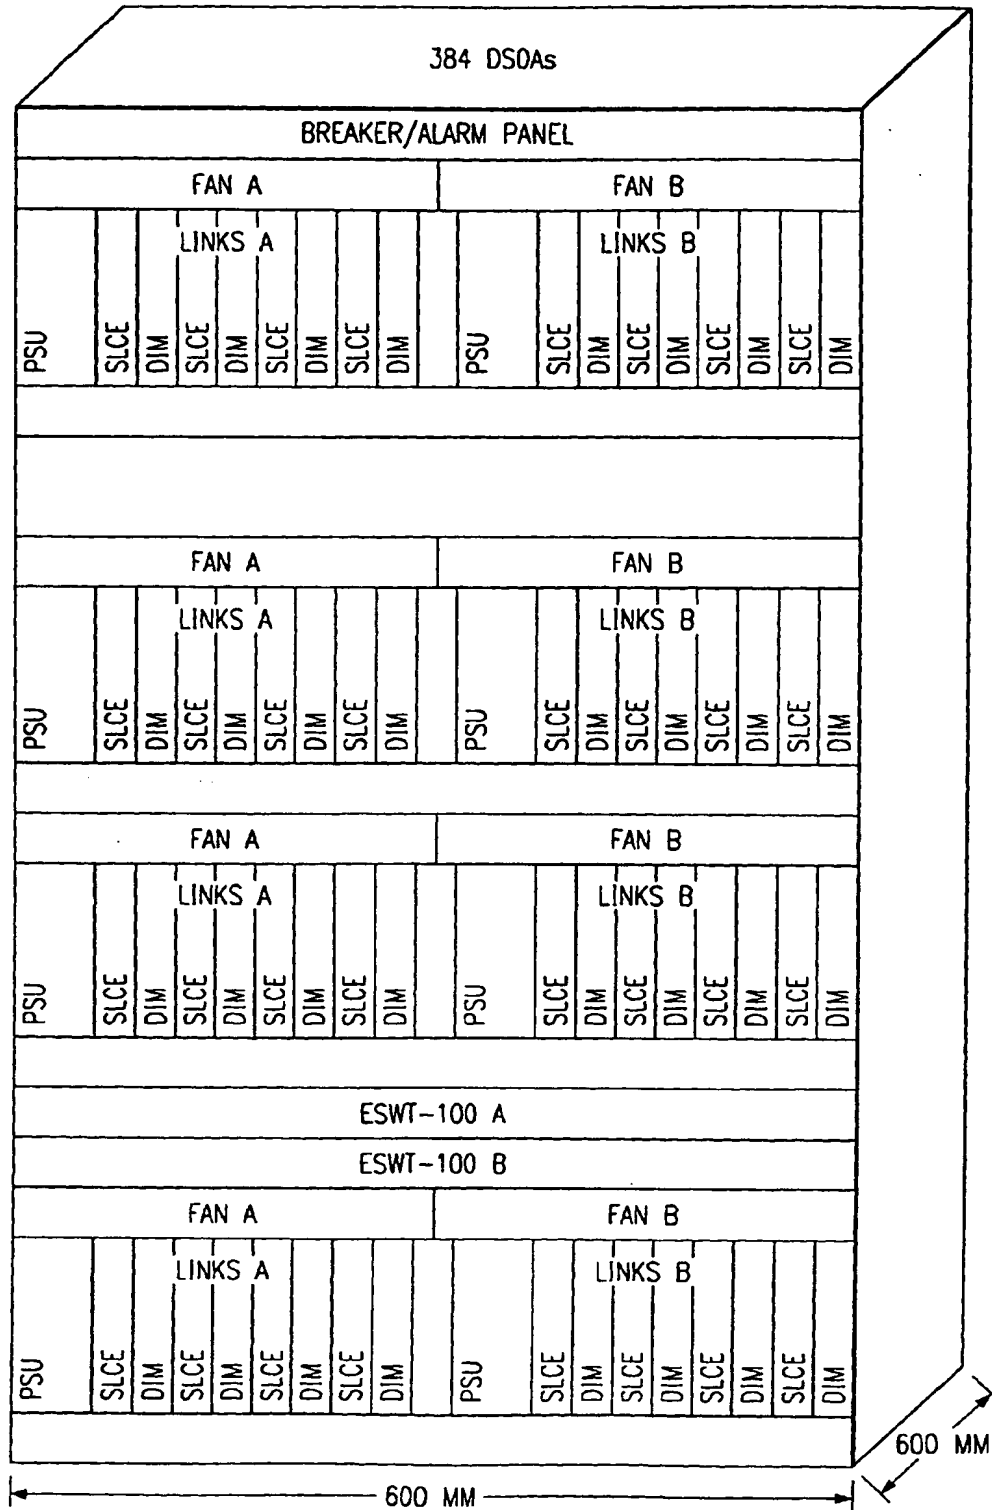 384 DS0As
BREAKER/ALARM PANEL
FAN A FAN B
LINKS A LINKS B
PSU SLCE DIM SLCE DIM SLCE DIM SLCE DIM PSU SLCE DIM SLCE DIM SLCE DIM SLCE DIM
FAN A FAN B
LINKS A LINKS B
PSU SLCE DIM SLCE DIM SLCE DIM SLCE DIM PSU SLCE DIM SLCE DIM SLCE DIM SLCE DIM
FAN A FAN B
LINKS A LINKS B
PSU SLCE DIM SLCE DIM SLCE DIM SLCE DIM PSU SLCE DIM SLCE DIM SLCE DIM SLCE DIM
ESWT-100 A
ESWT-100 B
FAN A FAN B
LINKS A LINKS B
PSU SLCE DIM SLCE DIM SLCE DIM SLCE DIM PSU SLCE DIM SLCE DIM SLCE DIM SLCE DIM
600 MM
600 MM